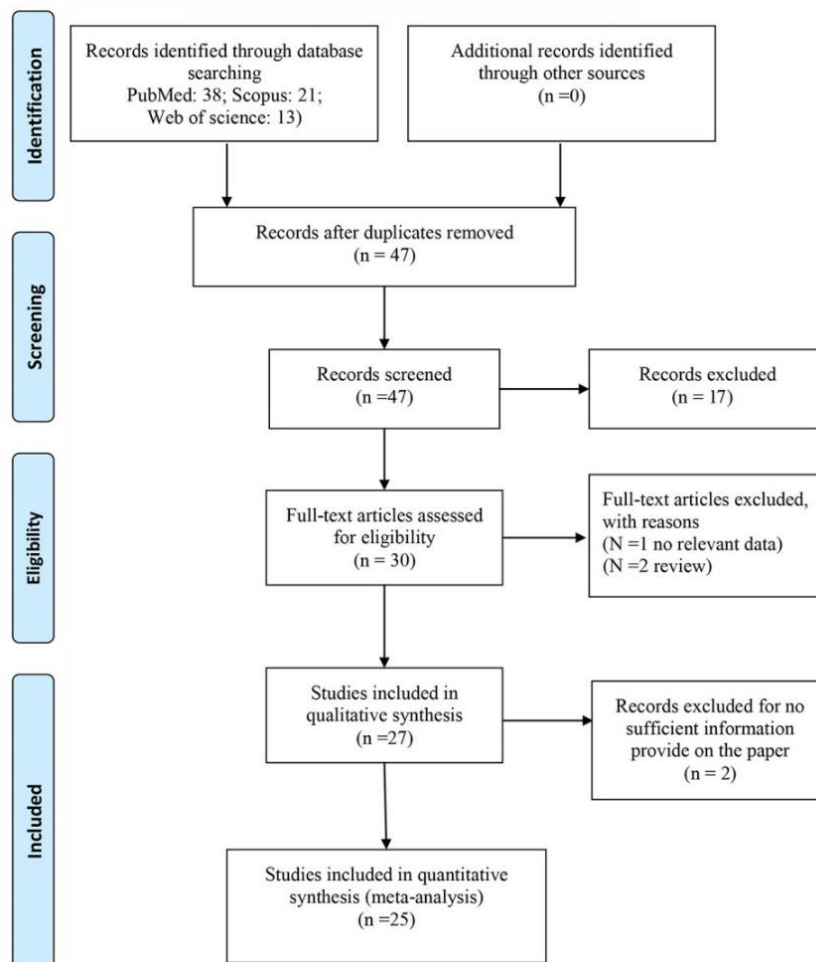 Identification
Records identified through database
searching
PubMed: 38; Scopus: 21;
Web of science: 13)
Additional records identified
through other sources
(n =0)
Records after duplicates removed
(n = 47)
Screening
Records screened
(n =47)
Records excluded
(n = 17)
Eligibility
Full-text articles assessed
for eligibility
(n = 30)
Full-text articles excluded,
with reasons
(N =1 no relevant data)
(N =2 review)
Included
Studies included in
qualitative synthesis
(n =27)
Records excluded for no
sufficient information
provide on the paper
(n = 2)
Studies included in quantitative
synthesis (meta-analysis)
(n =25)